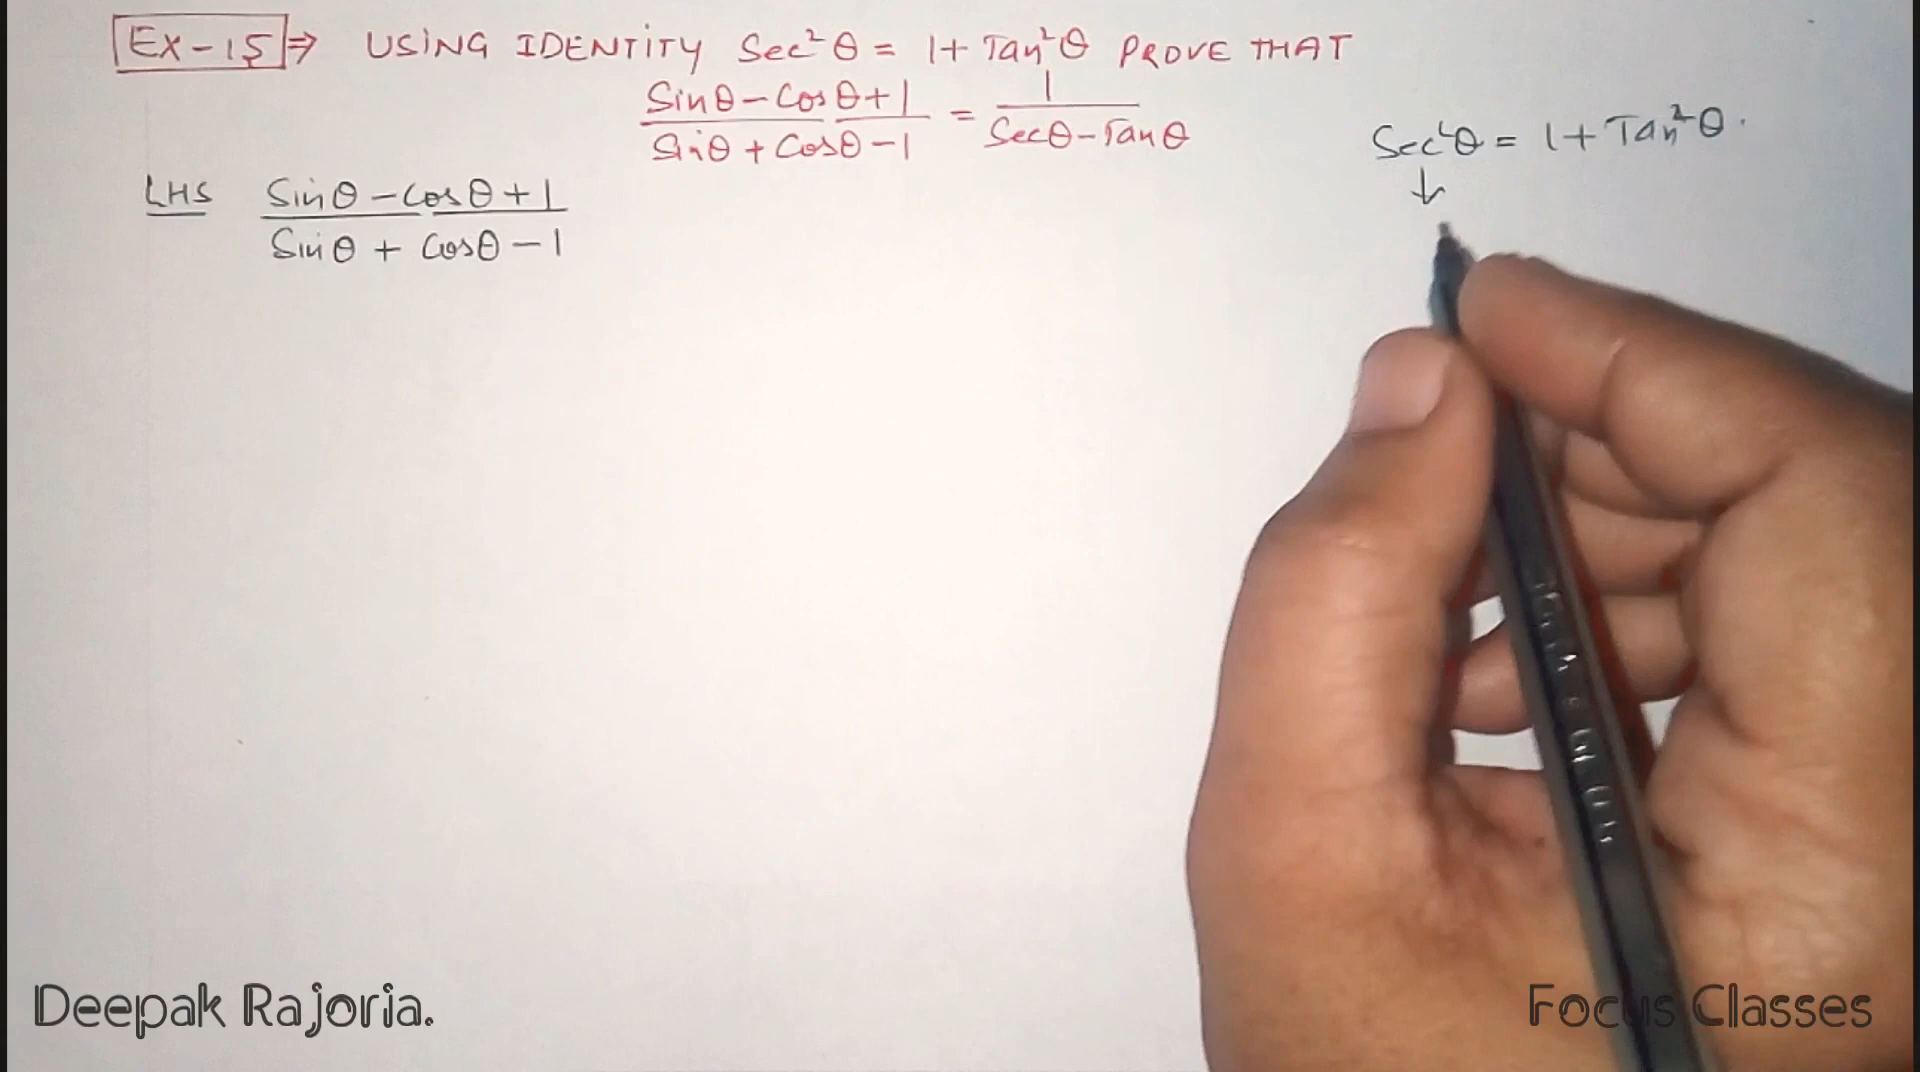 EX-15 ⇒ USING IDENTITY Sec²θ = 1 + Tan²θ PROVE THAT
Sinθ - Cosθ + 1 / Sinθ + Cosθ - 1 = 1 / Secθ - Tanθ
Sec²θ = 1 + Tan²θ.
↓
LHS Sinθ - Cosθ + 1 / Sinθ + Cosθ - 1
Deepak Rajoria.
Focus Classes